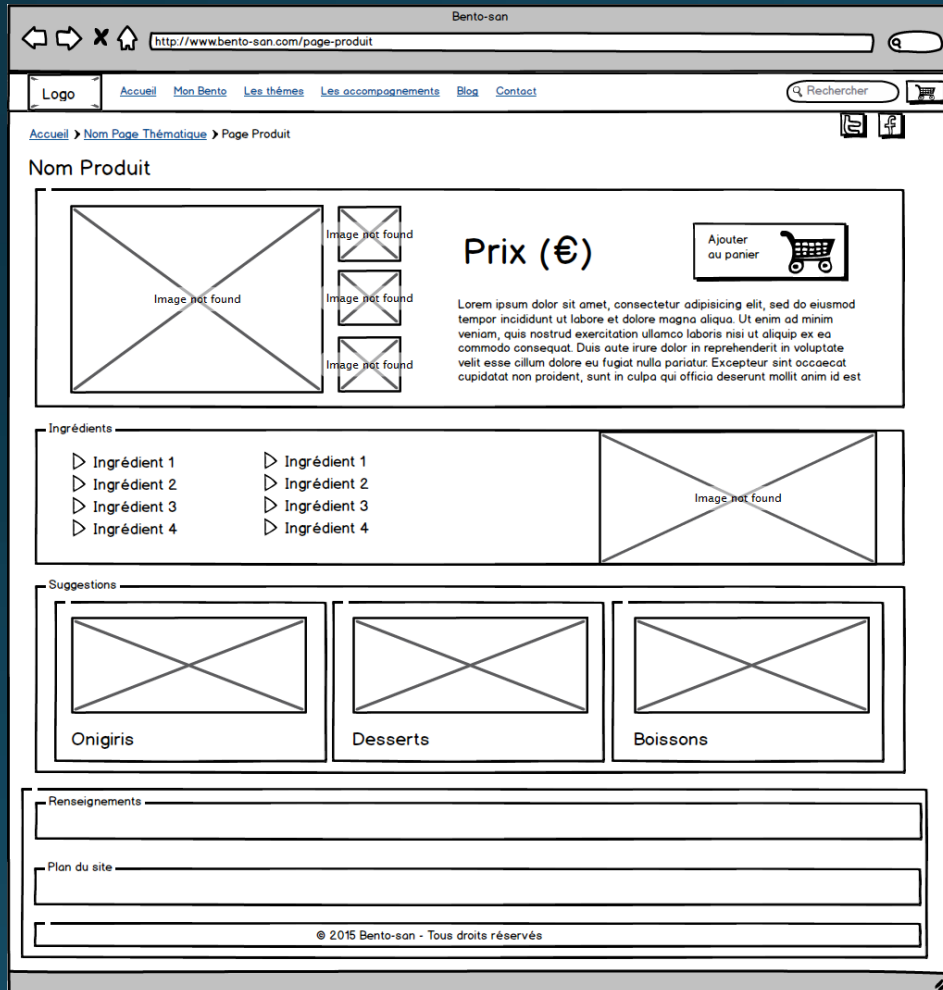 Bento-san
http://www.bento-san.com/page-produit
Logo Accueil Mon Bento Les thèmes Les accompagnements Blog Contact Rechercher
Accueil > Nom Page Thématique > Page Produit
Nom Produit
Image not found
Image not found
Image not found
Image not found
Prix (€)
Ajouter
au panier
Lorem ipsum dolor sit amet, consectetur adipisicing elit, sed do eiusmod
tempor incididunt ut labore et dolore magna aliqua. Ut enim ad minim
veniam, quis nostrud exercitation ullamco laboris nisi ut aliquip ex ea
commodo consequat. Duis aute irure dolor in reprehenderit in voluptate
velit esse cillum dolore eu fugiat nulla pariatur. Excepteur sint occaecat
cupidatat non proident, sunt in culpa qui officia deserunt mollit anim id est
Ingrédients
Ingrédient 1
Ingrédient 2
Ingrédient 3
Ingrédient 4
Ingrédient 1
Ingrédient 2
Ingrédient 3
Ingrédient 4
Image not found
Suggestions
Onigiris
Desserts
Boissons
Renseignements
Plan du site
© 2015 Bento-san - Tous droits réservés